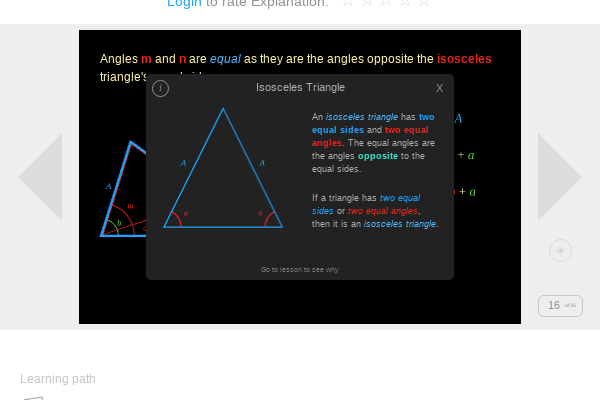 Login to rate Explanation.
Angles m and n are equal as they are the angles opposite the isosceles
triangle's
i
Isosceles Triangle
X
An isosceles triangle has two
equal sides and two equal
angles. The equal angles are
the angles opposite to the
equal sides.
If a triangle has two equal
sides or two equal angles,
then it is an isosceles triangle.
A
A
a
a
Go to lesson to see why
A
m
b
A
+ a
+ a
16 of 26
Learning path